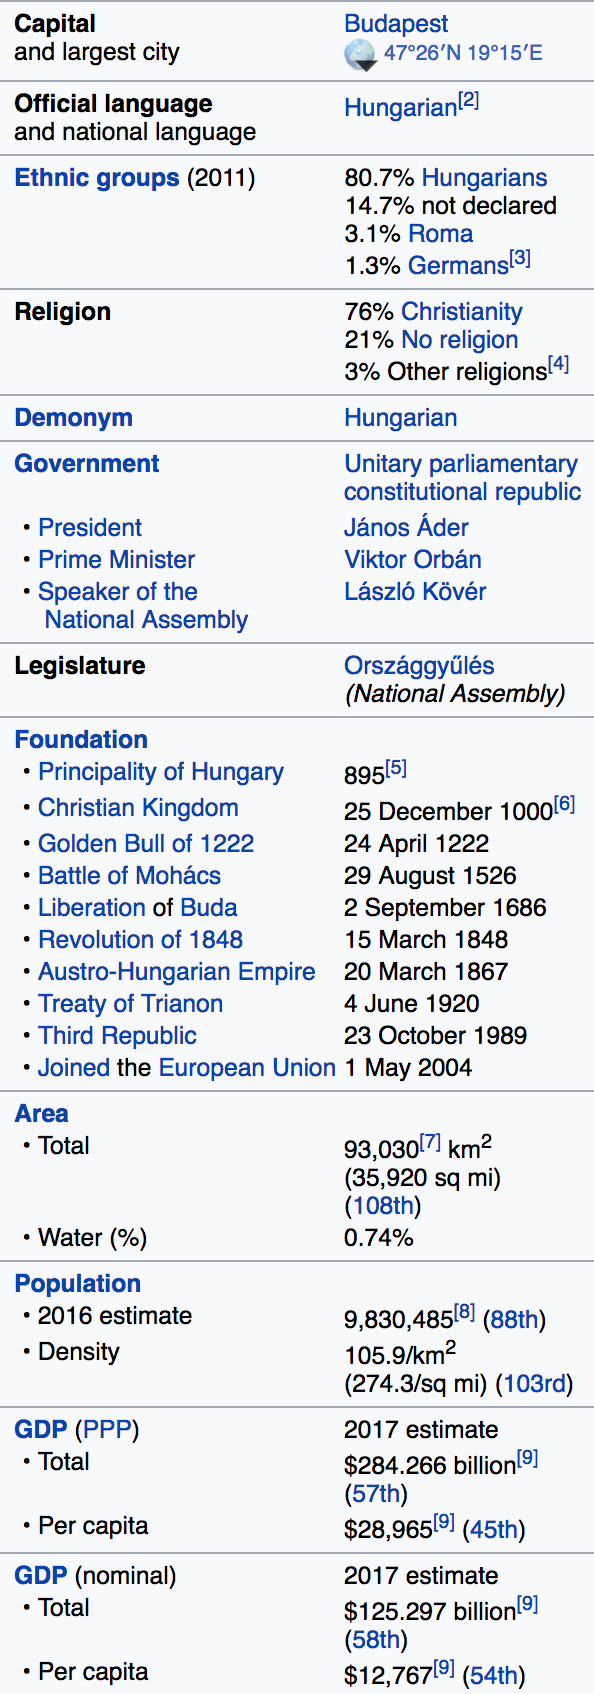 Capital Budapest
and largest city 47°26′N 19°15′E
Official language Hungarian[2]
and national language
Ethnic groups (2011) 80.7% Hungarians
14.7% not declared
3.1% Roma
1.3% Germans[3]
Religion 76% Christianity
21% No religion
3% Other religions[4]
Demonym Hungarian
Government Unitary parliamentary
constitutional republic
• President János Áder
• Prime Minister Viktor Orbán
• Speaker of the László Kövér
National Assembly
Legislature Országgyűlés
(National Assembly)
Foundation
• Principality of Hungary 895[5]
• Christian Kingdom 25 December 1000[6]
• Golden Bull of 1222 24 April 1222
• Battle of Mohács 29 August 1526
• Liberation of Buda 2 September 1686
• Revolution of 1848 15 March 1848
• Austro-Hungarian Empire 20 March 1867
• Treaty of Trianon 4 June 1920
• Third Republic 23 October 1989
• Joined the European Union 1 May 2004
Area
• Total 93,030[7] km2
(35,920 sq mi)
(108th)
• Water (%) 0.74%
Population
• 2016 estimate 9,830,485[8] (88th)
• Density 105.9/km2
(274.3/sq mi) (103rd)
GDP (PPP) 2017 estimate
• Total $284.266 billion[9]
(57th)
• Per capita $28,965[9] (45th)
GDP (nominal) 2017 estimate
• Total $125.297 billion[9]
(58th)
• Per capita $12,767[9] (54th)